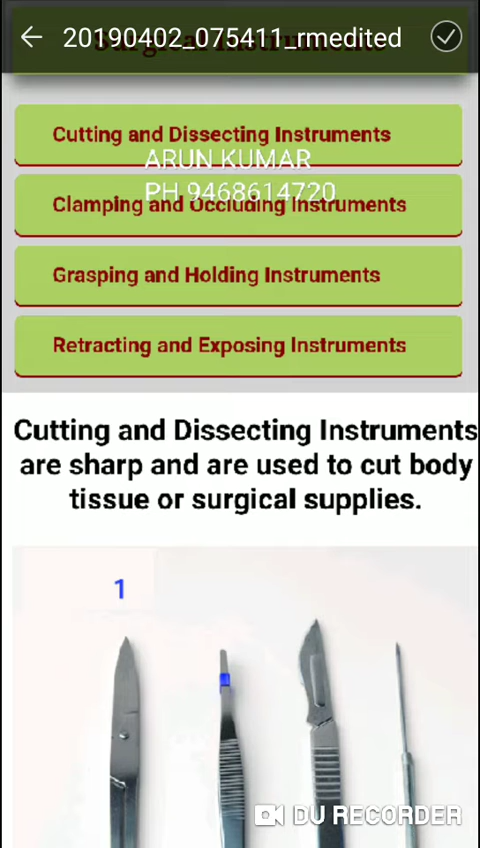 20190402_075411_rmedited
Surgical Instruments
Cutting and Dissecting Instruments
ARUN KUMAR
PH 9468614720
Clamping and Occluding Instruments
Grasping and Holding Instruments
Retracting and Exposing Instruments
Cutting and Dissecting Instruments
are sharp and are used to cut body
tissue or surgical supplies.
1
DU RECORDER